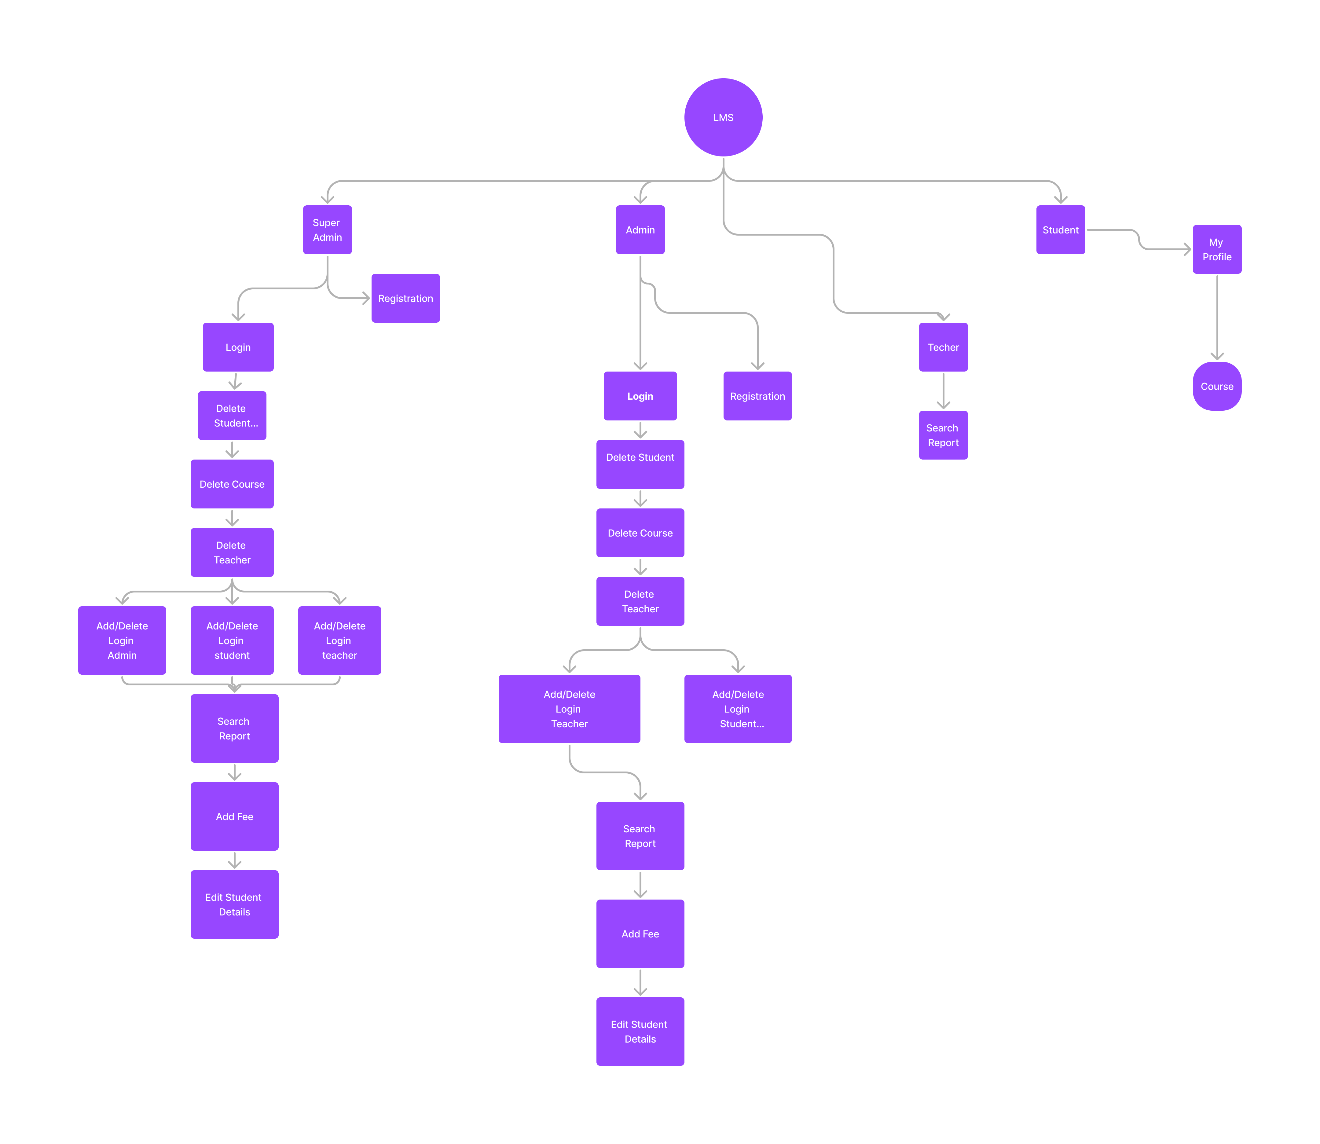 LMS
Super
Admin
Admin
Student
My
Profile
Registration
Login
Techer
Course
Login
Registration
Delete
Student...
Search
Report
Delete Student
Delete Course
Delete Course
Delete
Teacher
Delete
Teacher
Add/Delete
Login
Admin
Add/Delete
Login
student
Add/Delete
Login
teacher
Add/Delete
Login
Teacher
Add/Delete
Login
Student...
Search
Report
Add Fee
Search
Report
Edit Student
Details
Add Fee
Edit Student
Details